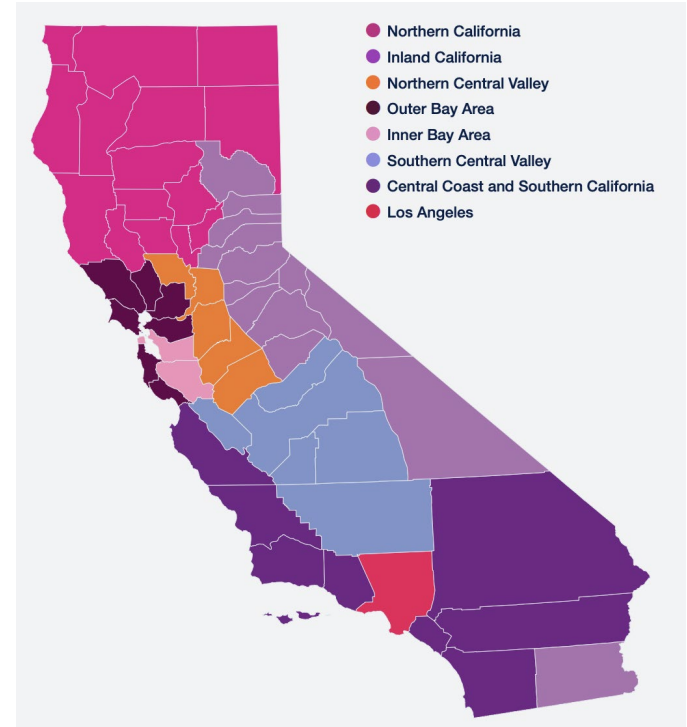 Northern California
Inland California
Northern Central Valley
Outer Bay Area
Inner Bay Area
Southern Central Valley
Central Coast and Southern California
Los Angeles